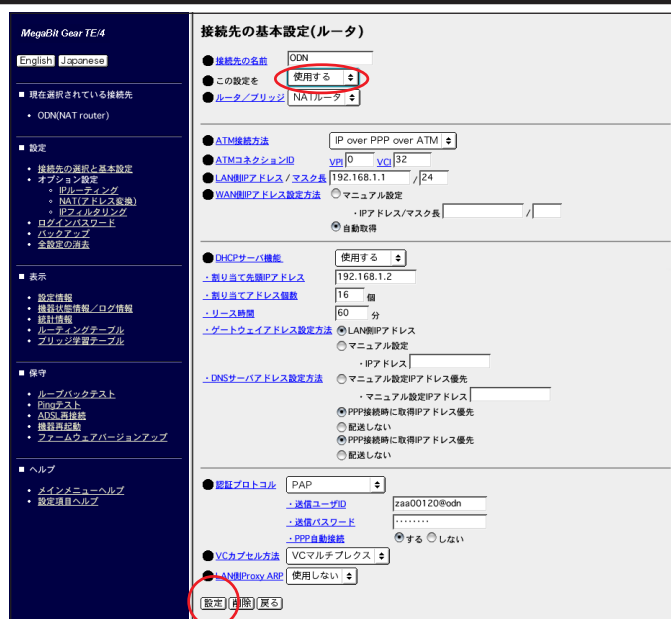 MegaBit Gear TE/4
English Japanese
■ 現在選択されている接続先
• ODN(NAT router)
■ 設定
• 接続先の選択と基本設定
• オプション設定
IPルーティング
NAT(アドレス変換)
IPフィルタリング
• ログインパスワード
• バックアップ
• 全設定の消去
■ 表示
• 設定情報
• 機器状態情報/ログ情報
• 統計情報
• ルーティングテーブル
• ブリッジ学習テーブル
■ 保守
• ループバックテスト
• Pingテスト
• ADSL再接続
• 機器再起動
• ファームウェアバージョンアップ
■ ヘルプ
• メインメニューヘルプ
• 設定項目ヘルプ
接続先の基本設定(ルータ)
●接続先の名前 ODN
●この設定を 使用する
●ルータ/ブリッジ NATルータ
●ATM接続方法 IP over PPP over ATM
●ATMコネクションID VPI 0 VCI 32
●LAN側IPアドレス / マスク長 192.168.1.1 / 24
●WAN側IPアドレス設定方法 マニュアル設定
・IPアドレス/マスク長 /
自動取得
●DHCPサーバ機能 使用する
・割り当て先頭IPアドレス 192.168.1.2
・割り当てアドレス個数 16 個
・リース時間 60 分
・ゲートウェイアドレス設定方法 LAN側IPアドレス
マニュアル設定
・IPアドレス
・DNSサーバアドレス設定方法 マニュアル設定IPアドレス優先
・マニュアル設定IPアドレス
PPP接続時に取得IPアドレス優先
配送しない
PPP接続時に取得IPアドレス優先
配送しない
●認証プロトコル PAP
・送信ユーザID zaa00120@odn
・送信パスワード ········
・PPP自動接続 する しない
●VCカプセル方法 VCマルチプレクス
●LAN側Proxy ARP 使用しない
設定 削除 戻る